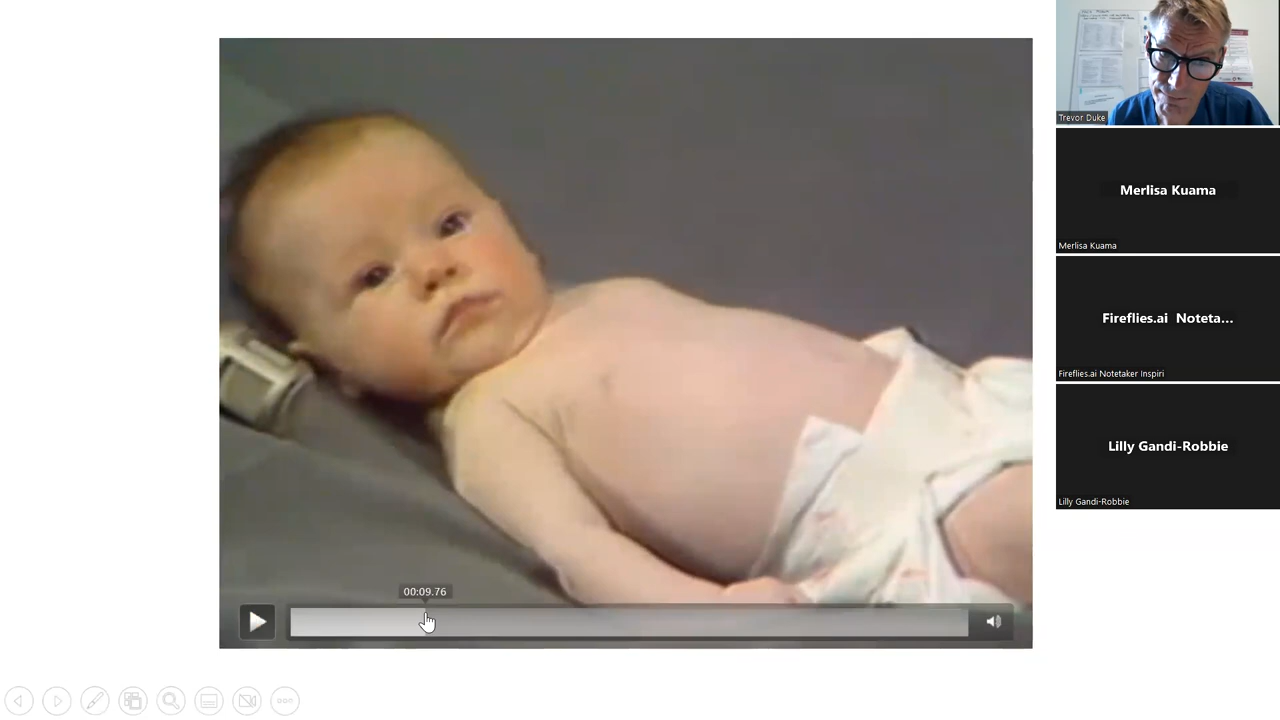 Trevor Duke
Merlisa Kuama
Merlisa Kuama
Fireflies.ai Noteta...
Fireflies.ai Notetaker Inspiri
Lilly Gandi-Robbie
Lilly Gandi-Robbie
00:09.76